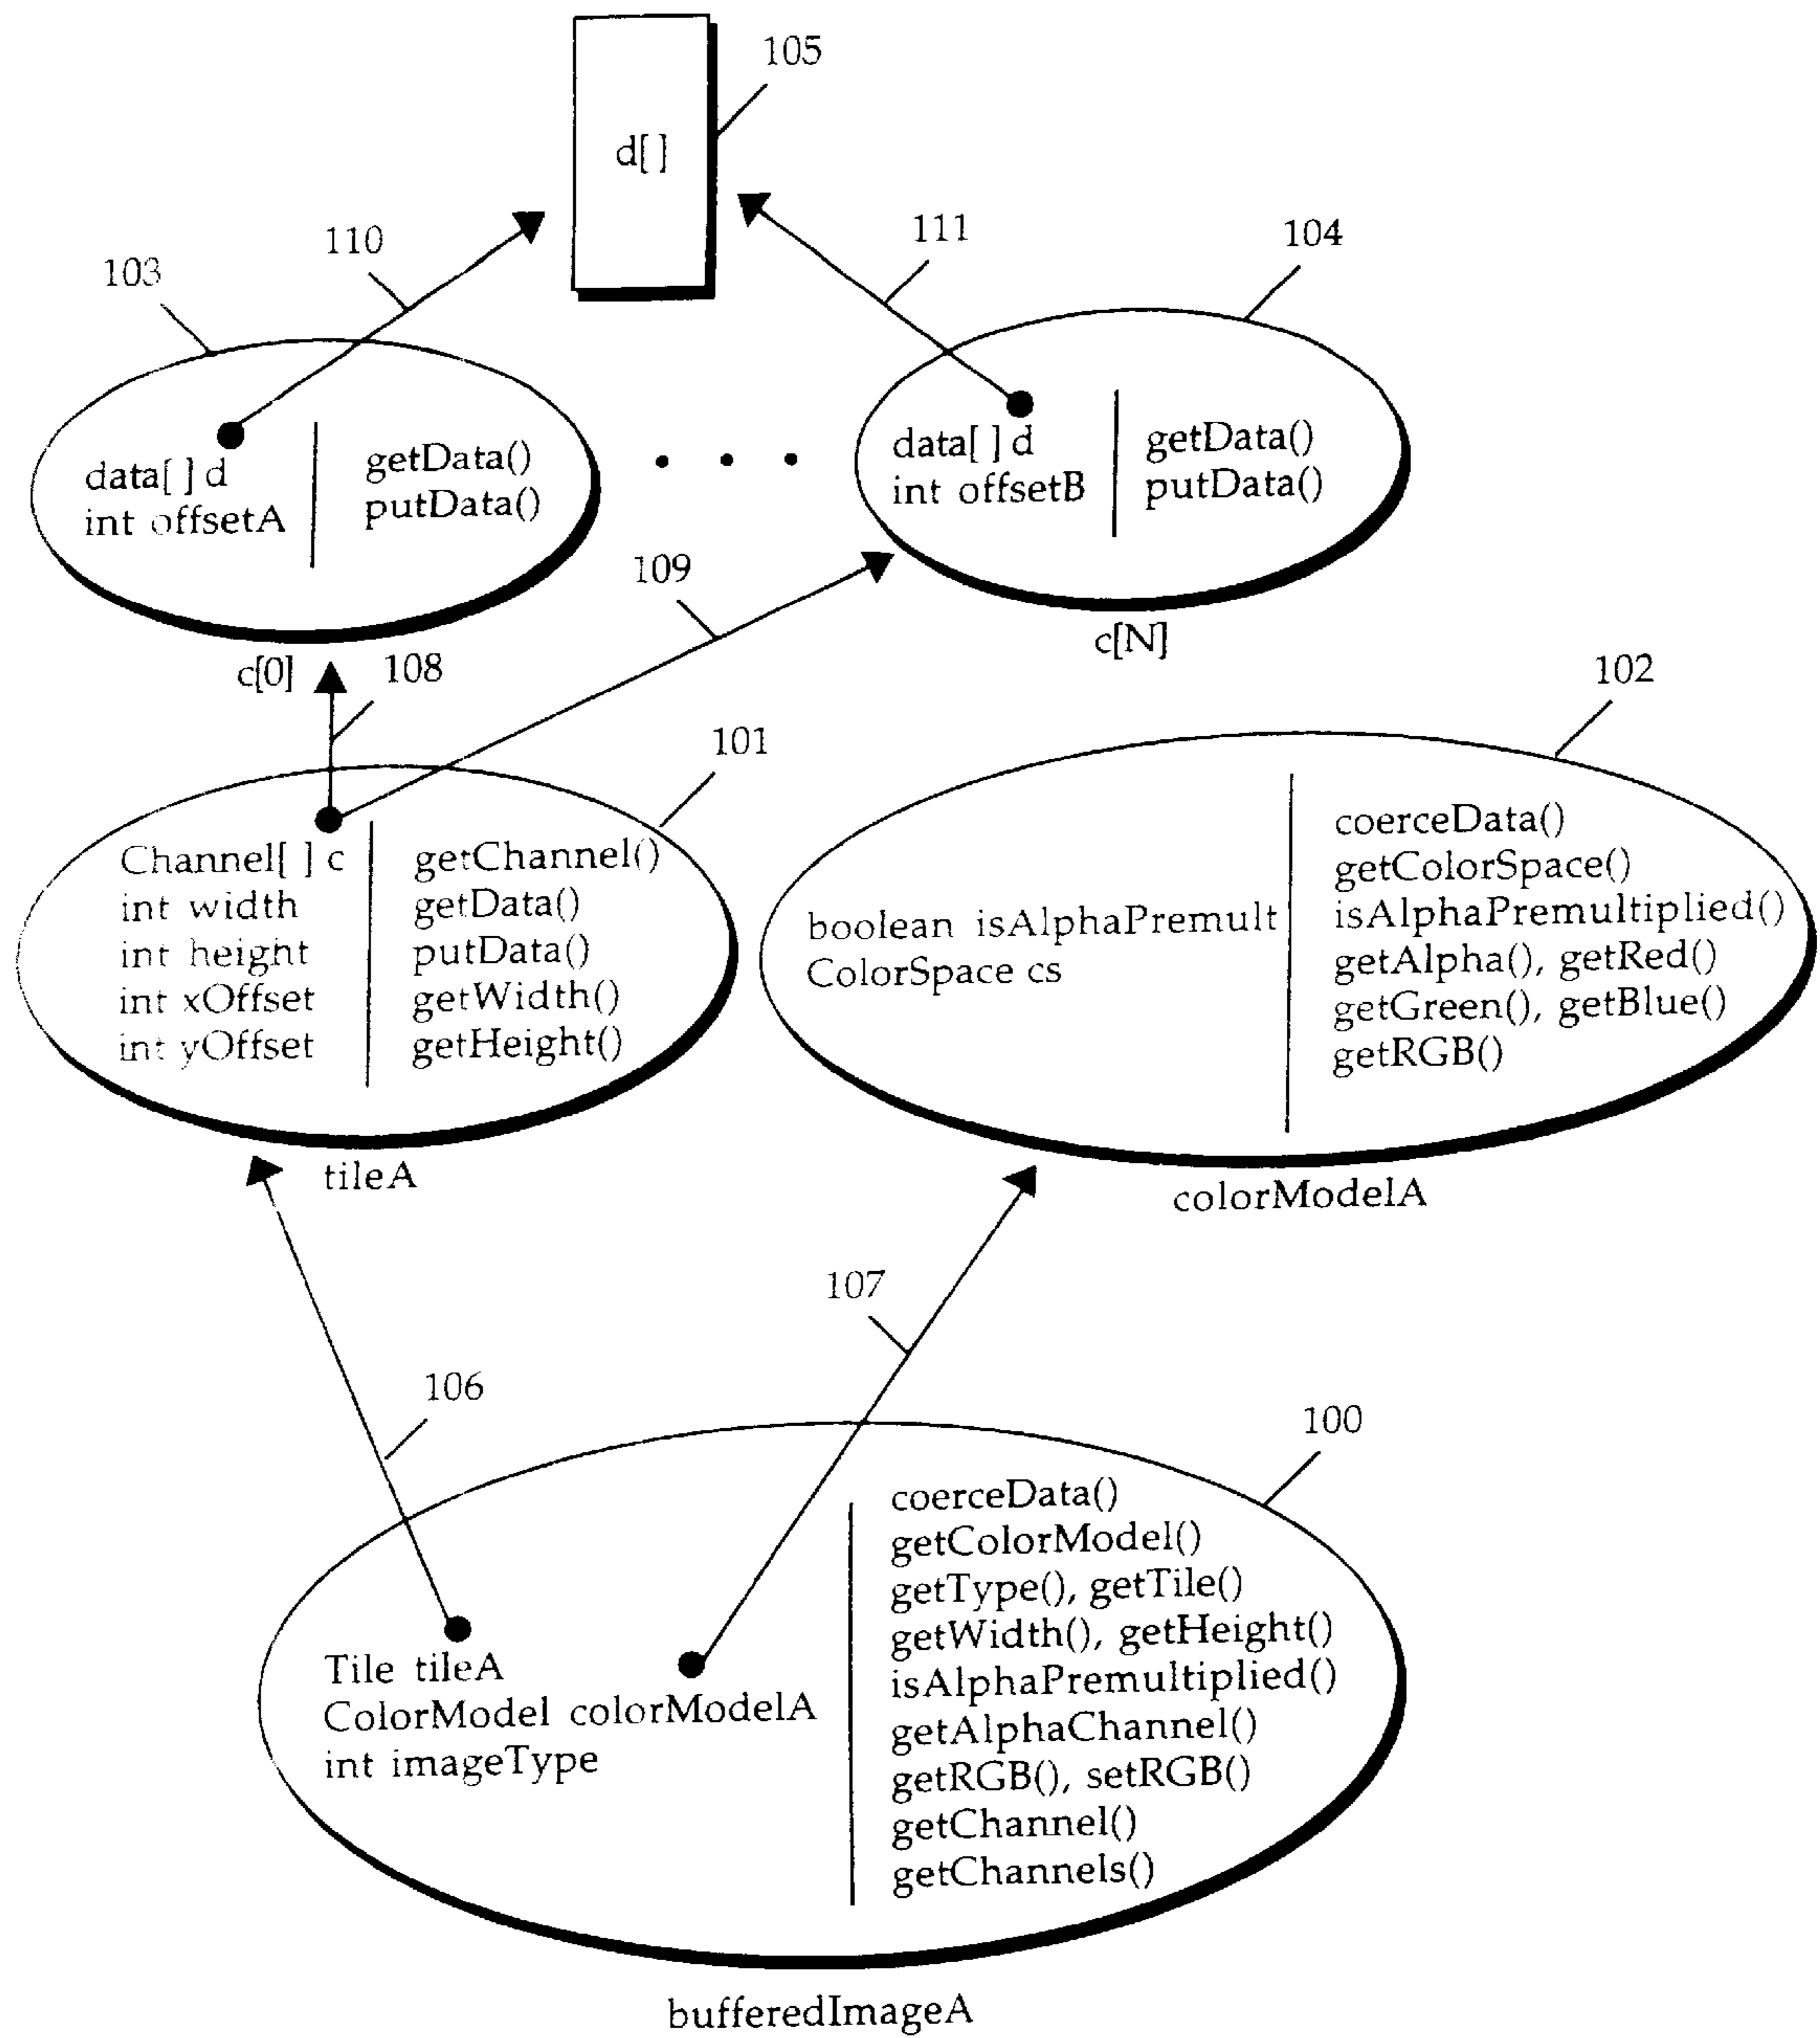 105
d[ ]
110
111
104
103
data[ ] d
int offsetA
getData()
putData()
data[ ] d
int offsetB
getData()
putData()
109
c[N]
c[0]
108
102
101
Channel[ ] c
int width
int height
int xOffset
int yOffset
getChannel()
getData()
putData()
getWidth()
getHeight()
boolean isAlphaPremult
ColorSpace cs
coerceData()
getColorSpace()
isAlphaPremultiplied()
getAlpha(), getRed()
getGreen(), getBlue()
getRGB()
tileA
colorModelA
107
106
100
Tile tileA
ColorModel colorModelA
int imageType
coerceData()
getColorModel()
getType(), getTile()
getWidth(), getHeight()
isAlphaPremultiplied()
getAlphaChannel()
getRGB(), setRGB()
getChannel()
getChannels()
bufferedImageA